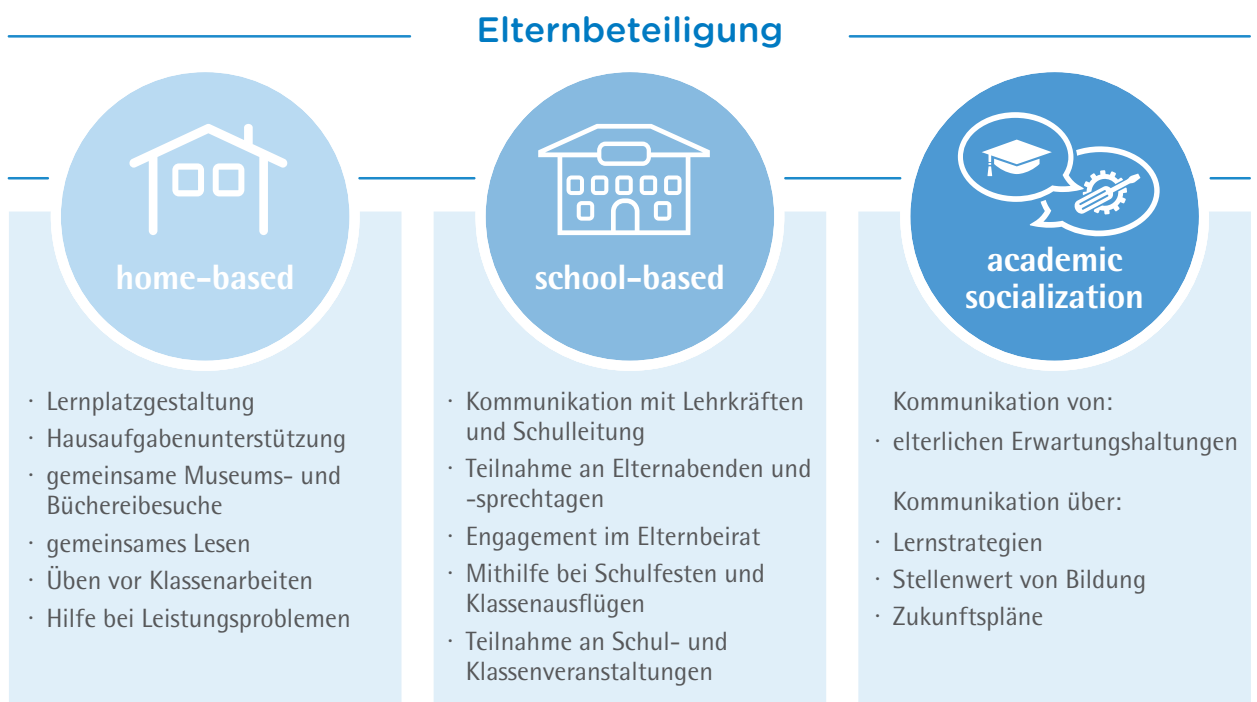 Elternbeteiligung
home-based
· Lernplatzgestaltung
· Hausaufgabenunterstützung
· gemeinsame Museums- und
Büchereibesuche
· gemeinsames Lesen
· Üben vor Klassenarbeiten
· Hilfe bei Leistungsproblemen
school-based
· Kommunikation mit Lehrkräften
und Schulleitung
· Teilnahme an Elternabenden und
-sprechtagen
· Engagement im Elternbeirat
· Mithilfe bei Schulfesten und
Klassenausflügen
· Teilnahme an Schul- und
Klassenveranstaltungen
academic
socialization
Kommunikation von:
· elterlichen Erwartungshaltungen
Kommunikation über:
· Lernstrategien
· Stellenwert von Bildung
· Zukunftspläne